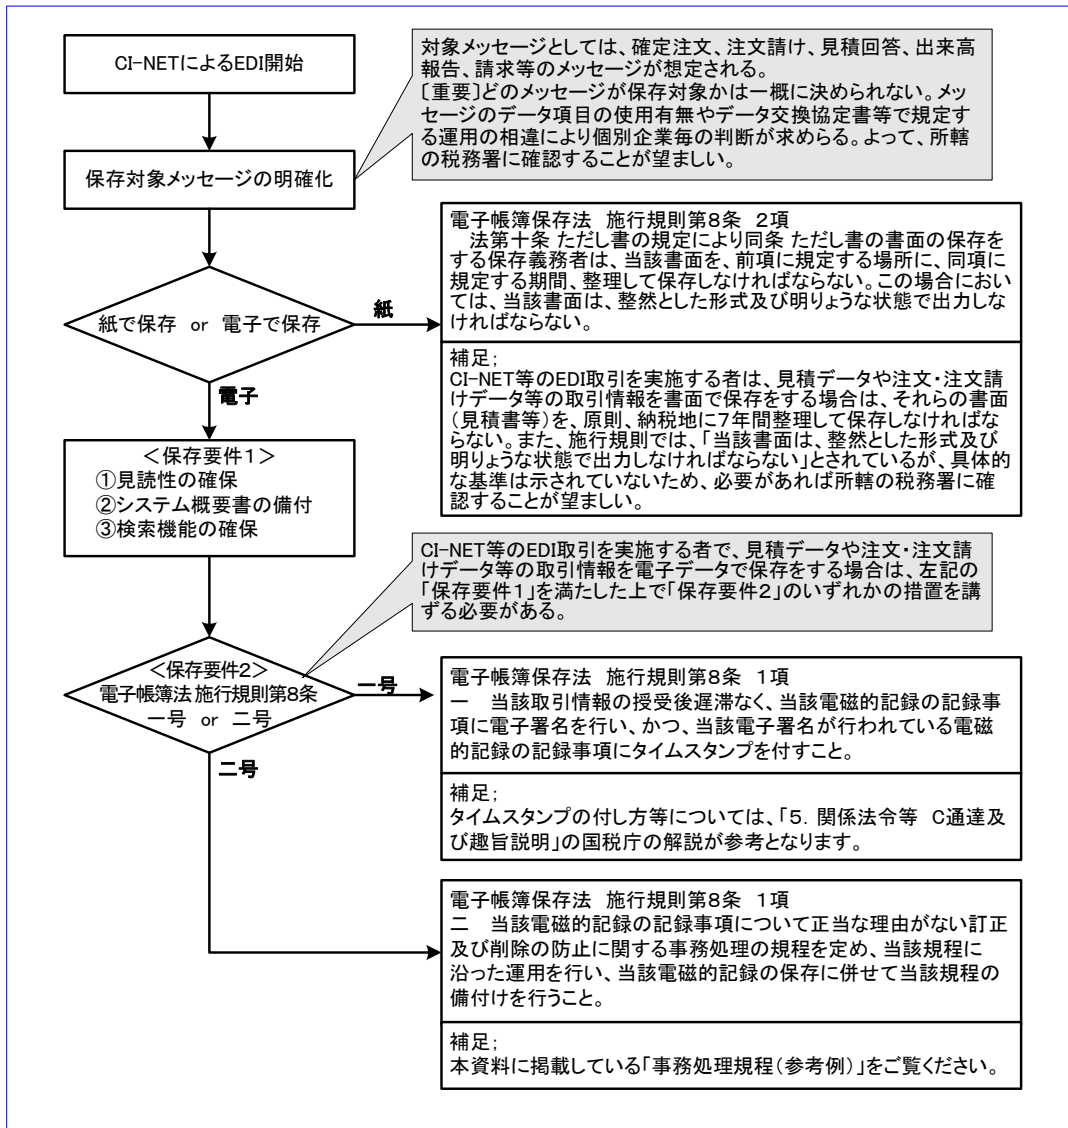 CI-NETによるEDI開始
対象メッセージとしては、確定注文、注文請け、見積回答、出来高
報告、請求等のメッセージが想定される。
〔重要〕どのメッセージが保存対象かは一概に決められない。メッ
セージのデータ項目の使用有無やデータ交換協定書等で規定す
る運用の相違により個別企業毎の判断が求めらる。よって、所轄
の税務署に確認することが望ましい。
保存対象メッセージの明確化
紙で保存 or 電子で保存
紙
電子
電子帳簿保存法 施行規則第8条 2項
法第十条 ただし書の規定により同条 ただし書の書面の保存を
する保存義務者は、当該書面を、前項に規定する場所に、同項に
規定する期間、整理して保存しなければならない。この場合におい
ては、当該書面は、整然とした形式及び明りょうな状態で出力しな
ければならない。
補足;
CI-NET等のEDI取引を実施する者は、見積データや注文・注文請
けデータ等の取引情報を書面で保存をする場合は、それらの書面
(見積書等)を、原則、納税地に7年間整理して保存しなければな
らない。また、施行規則では、「当該書面は、整然とした形式及び
明りょうな状態で出力しなければならない」とされているが、具体的
な基準は示されていないため、必要があれば所轄の税務署に確
認することが望ましい。
＜保存要件1＞
①見読性の確保
②システム概要書の備付
③検索機能の確保
CI-NET等のEDI取引を実施する者で、見積データや注文・注文請
けデータ等の取引情報を電子データで保存をする場合は、左記の
「保存要件1」を満たした上で「保存要件2」のいずれかの措置を講
ずる必要がある。
＜保存要件2＞
電子帳簿法 施行規則第8条
一号 or 二号
一号
二号
電子帳簿保存法 施行規則第8条 1項
一 当該取引情報の授受後遅滞なく、当該電磁的記録の記録事
項に電子署名を行い、かつ、当該電子署名が行われている電磁
的記録の記録事項にタイムスタンプを付すこと。
補足;
タイムスタンプの付し方等については、「5. 関係法令等 C通達及
び趣旨説明」の国税庁の解説が参考となります。
電子帳簿保存法 施行規則第8条 1項
二 当該電磁的記録の記録事項について正当な理由がない訂正
及び削除の防止に関する事務処理の規程を定め、当該規程に
沿った運用を行い、当該電磁的記録の保存に併せて当該規程の
備付けを行うこと。
補足;
本資料に掲載している「事務処理規程(参考例)」をご覧ください。